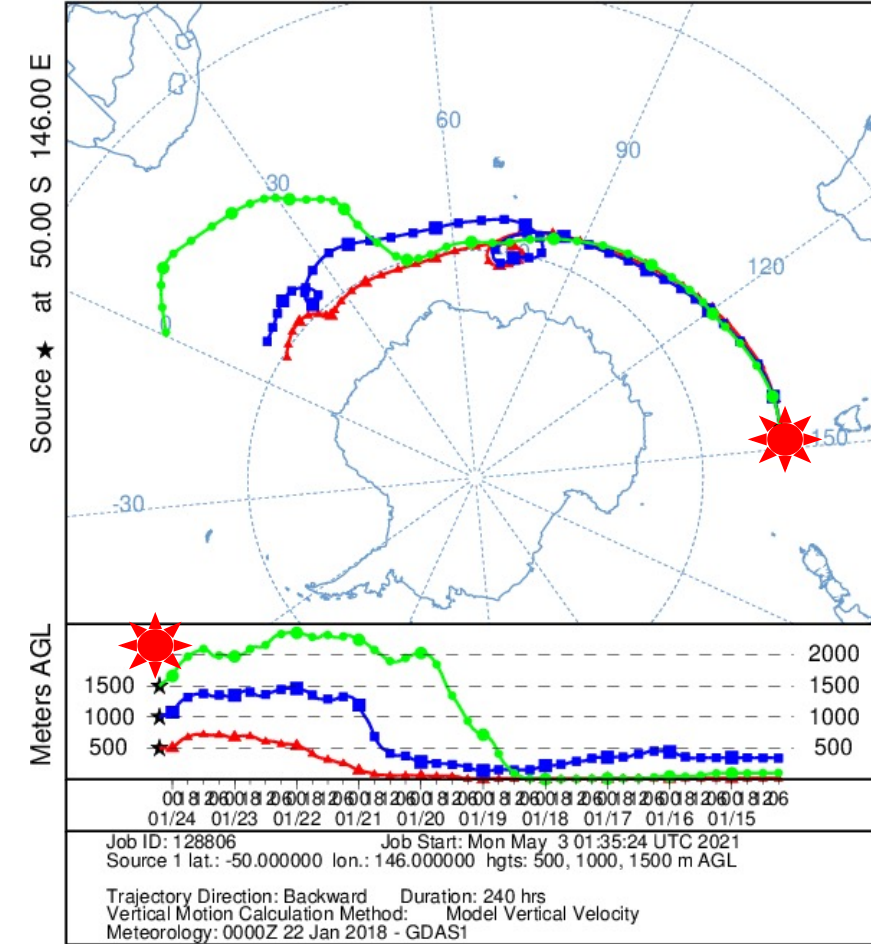 Source ★ at 50.00 S 146.00 E
60
90
30
120
0
150
-30
Meters AGL
2000
1500
1500
1000
1000
500
500
01/24 01/23 01/22 01/21 01/20 01/19 01/18 01/17 01/16 01/15
Job ID: 128806 Job Start: Mon May 3 01:35:24 UTC 2021
Source 1 lat.: -50.000000 lon.: 146.000000 hgts: 500, 1000, 1500 m AGL
Trajectory Direction: Backward Duration: 240 hrs
Vertical Motion Calculation Method: Model Vertical Velocity
Meteorology: 0000Z 22 Jan 2018 - GDAS1